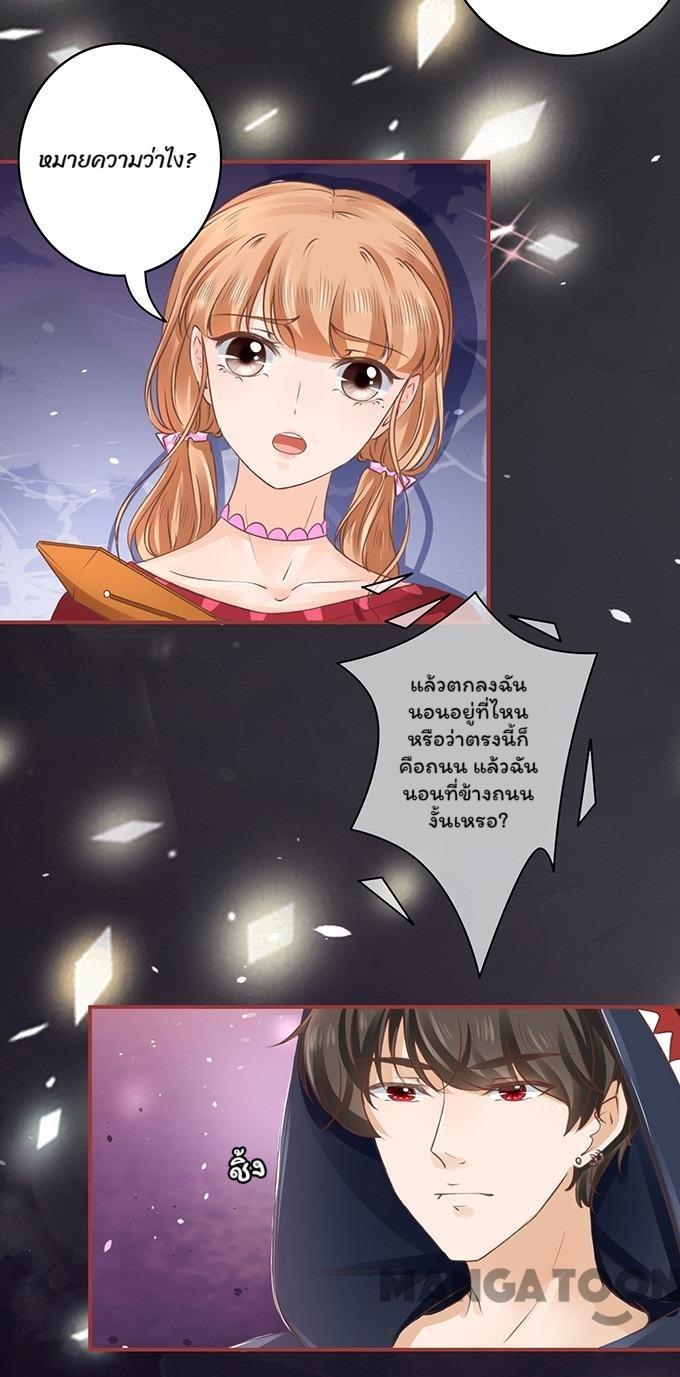 หมายความว่าไง?
แล้วตกลงฉัน
นอนอยู่ที่ไหน
หรือว่าตรงนี้ก็
คือถนน แล้วฉัน
นอนที่ข้างถนน
งั้นเหรอ?
ชิ้ง
MANGATOON